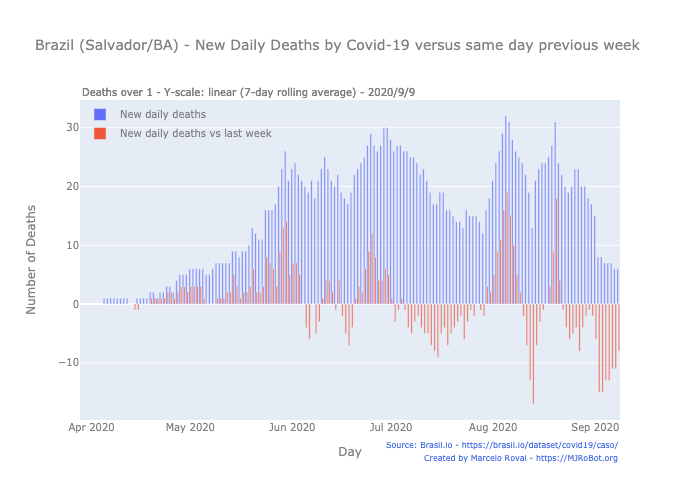 Brazil (Salvador/BA) - New Daily Deaths by Covid-19 versus same day previous week
Deaths over 1 - Y-scale: linear (7-day rolling average) - 2020/9/9
New daily deaths
New daily deaths vs last week
30
20
10
0
−10
Number of Deaths
Apr 2020 May 2020 Jun 2020 Jul 2020 Aug 2020 Sep 2020
Day
Source: Brasil.io - https://brasil.io/dataset/covid19/caso/
Created by Marcelo Rovai - https://MJRoBot.org